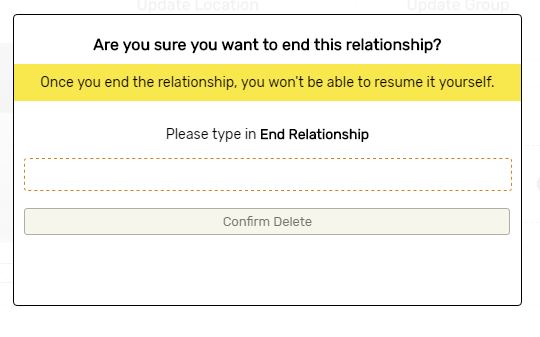 Update Location Update Group
Are you sure you want to end this relationship?
Once you end the relationship, you won't be able to resume it yourself.
Please type in End Relationship
Confirm Delete